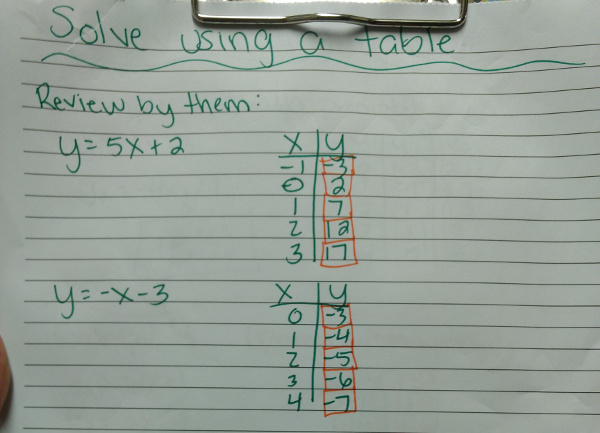 Solve using a table
Review by them:
y=5x+2
x y
-1 -3
0 2
1 7
2 12
3 17
y=-x-3
x y
0 -3
1 -4
2 -5
3 -6
4 -7